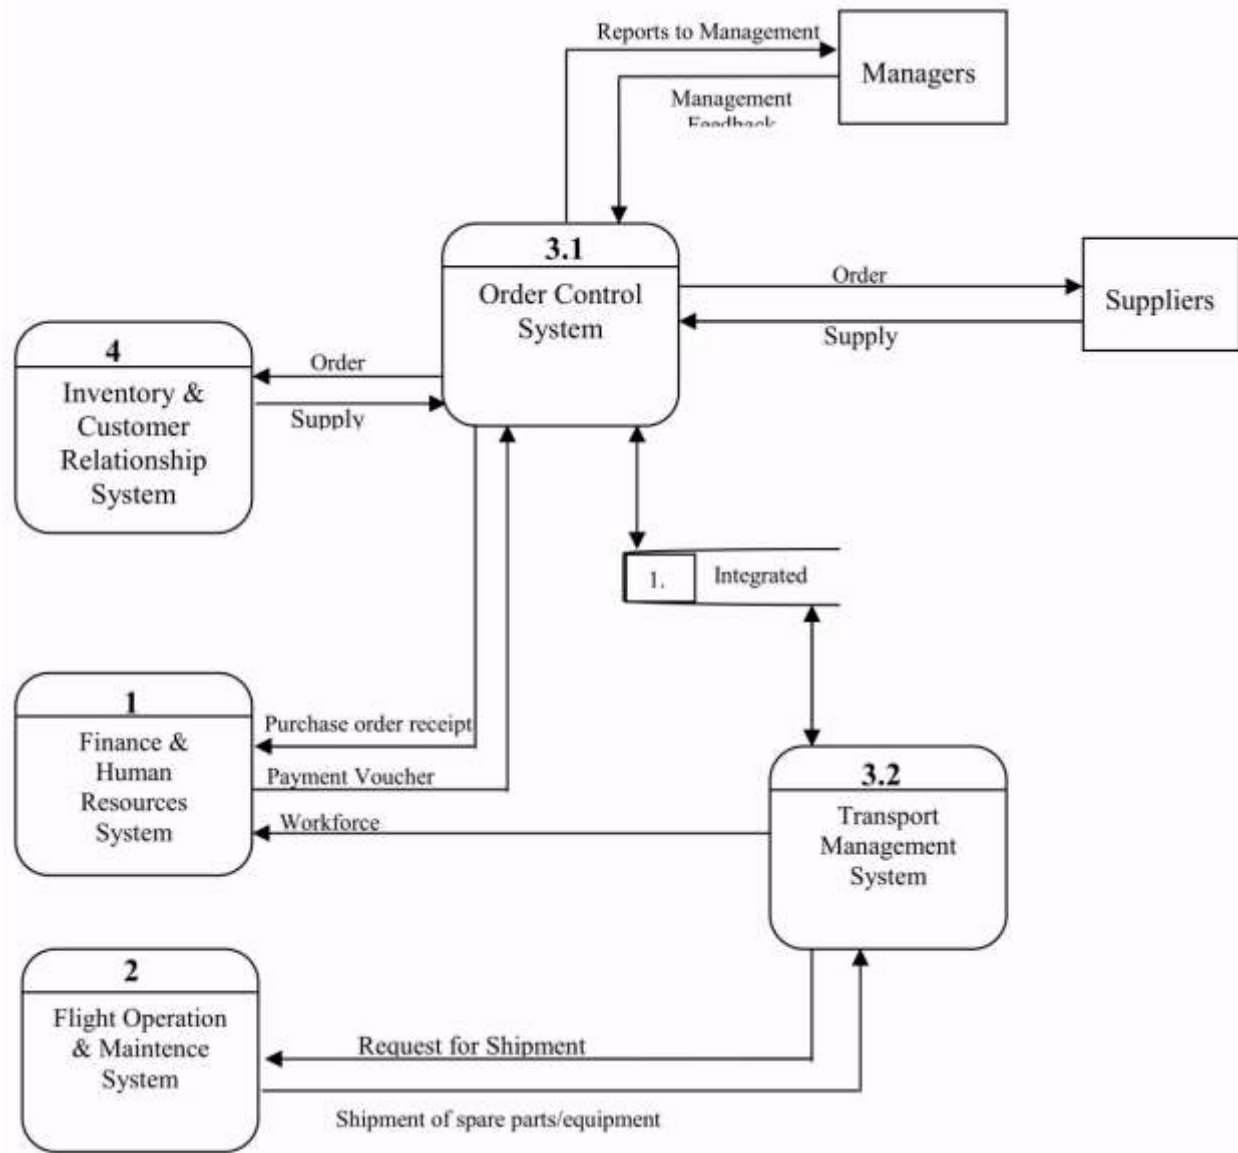 Reports to Management
Managers
Management
Feedback
3.1
Order Control
System
Order
Suppliers
Supply
4
Inventory &
Customer
Relationship
System
Order
Supply
1.
Integrated
1
Finance &
Human
Resources
System
Purchase order receipt
Payment Voucher
Workforce
3.2
Transport
Management
System
2
Flight Operation
& Maintence
System
Request for Shipment
Shipment of spare parts/equipment